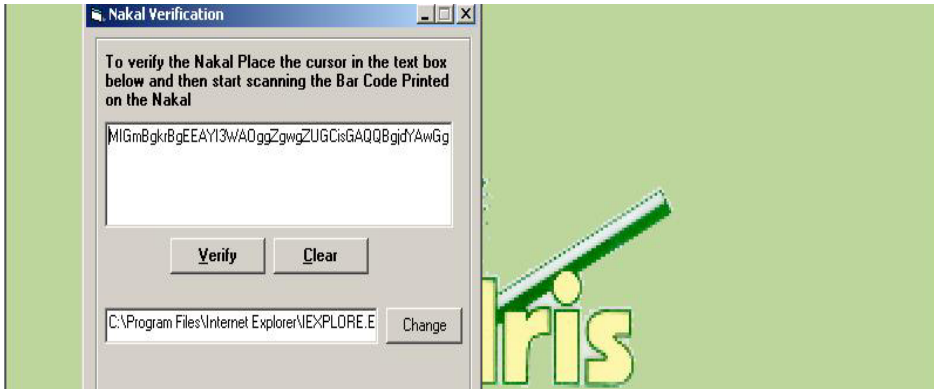 Nakal Verification
To verify the Nakal Place the cursor in the text box
below and then start scanning the Bar Code Printed
on the Nakal
MIGmBgkrBgEEAYI3WAOggZgwgZUGCisGAQQBgjdYAwGg
Verify Clear
C:\Program Files\Internet Explorer\IEXPLORE.E Change
lris